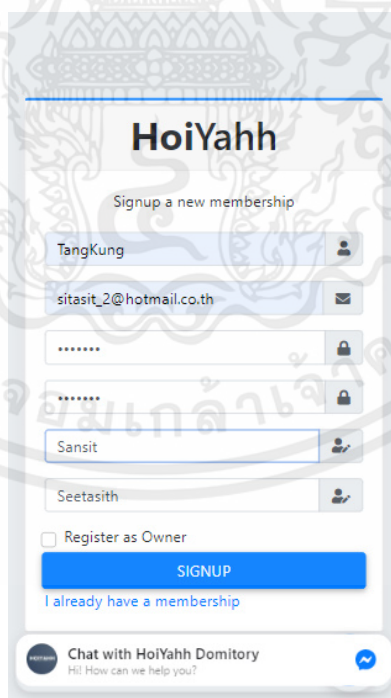 HoiYahh
Signup a new membership
TangKung
sitasit_2@hotmail.co.th
•••••••
•••••••
Sansit
Seetasith
Register as Owner
SIGNUP
I already have a membership
Chat with HoiYahh Domitory
Hi! How can we help you?